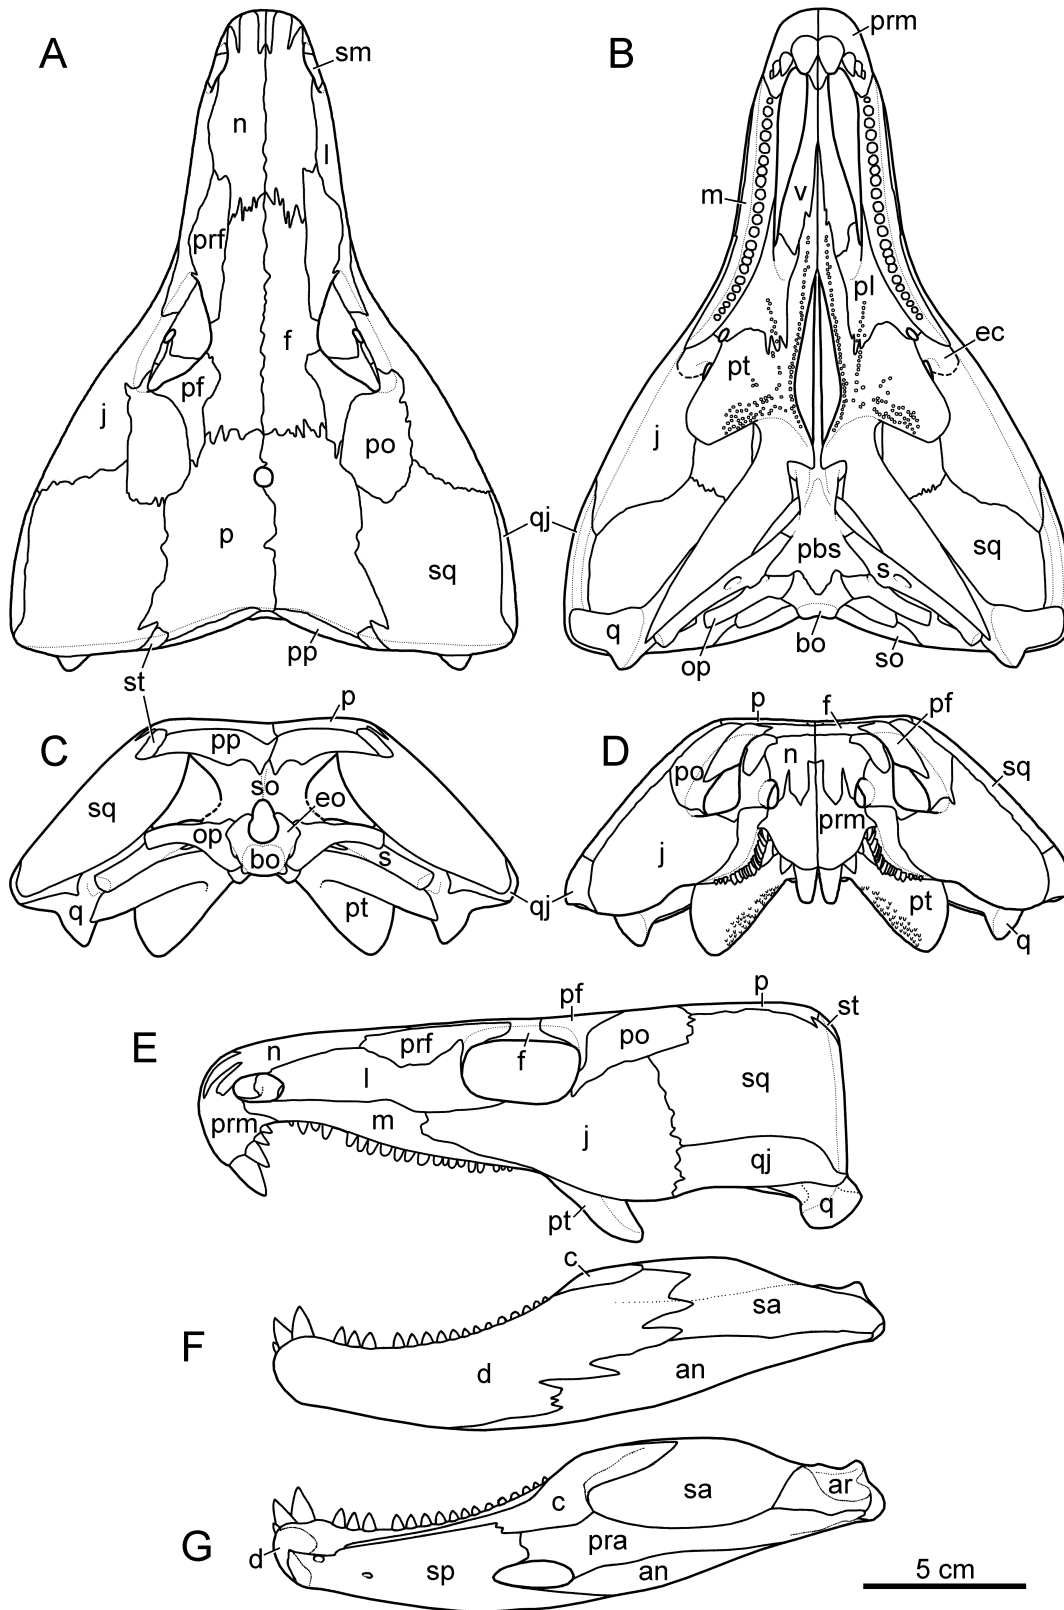 A
sm
n
l
prf
f
pf
j
po
p
qj
sq
pp
st
B
prm
m
v
pl
ec
pt
j
pbs
s
sq
q
op
bo
so
C
p
pp
so
eo
sq
op
bo
s
q
pt
qj
D
p
f
pf
n
po
sq
prm
j
pt
q
E
pf
p
st
n
prf
f
po
l
sq
prm
m
j
qj
pt
q
F
c
sa
d
an
G
c
sa
ar
d
pra
sp
an
5 cm